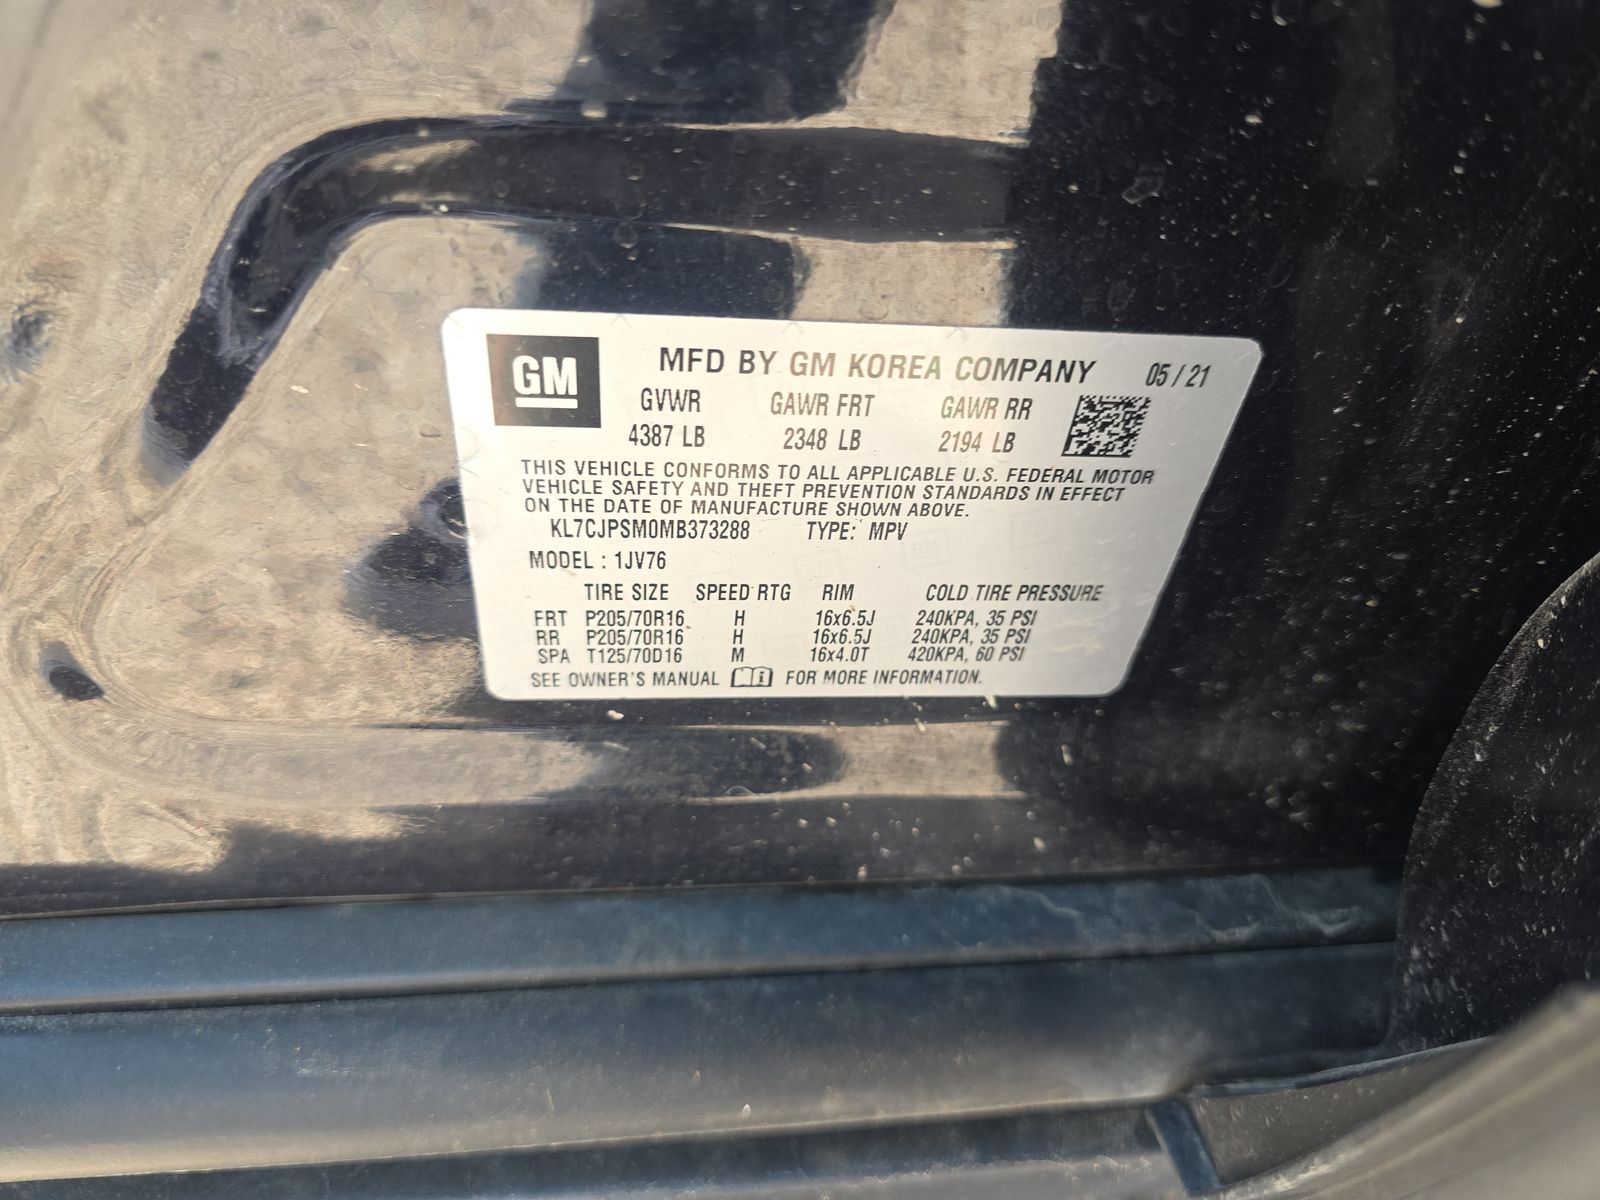 GM
MFD BY GM KOREA COMPANY 05 / 21
GVWR GAWR FRT GAWR RR
4387 LB 2348 LB 2194 LB
THIS VEHICLE CONFORMS TO ALL APPLICABLE U.S. FEDERAL MOTOR
VEHICLE SAFETY AND THEFT PREVENTION STANDARDS IN EFFECT
ON THE DATE OF MANUFACTURE SHOWN ABOVE.
KL7CJPSM0MB373288 TYPE: MPV
MODEL : 1JV76
TIRE SIZE SPEED RTG RIM COLD TIRE PRESSURE
FRT P205/70R16 H 16x6.5J 240KPA, 35 PSI
RR P205/70R16 H 16x6.5J 240KPA, 35 PSI
SPA T125/70D16 M 16x4.0T 420KPA, 60 PSI
SEE OWNER'S MANUAL i FOR MORE INFORMATION.